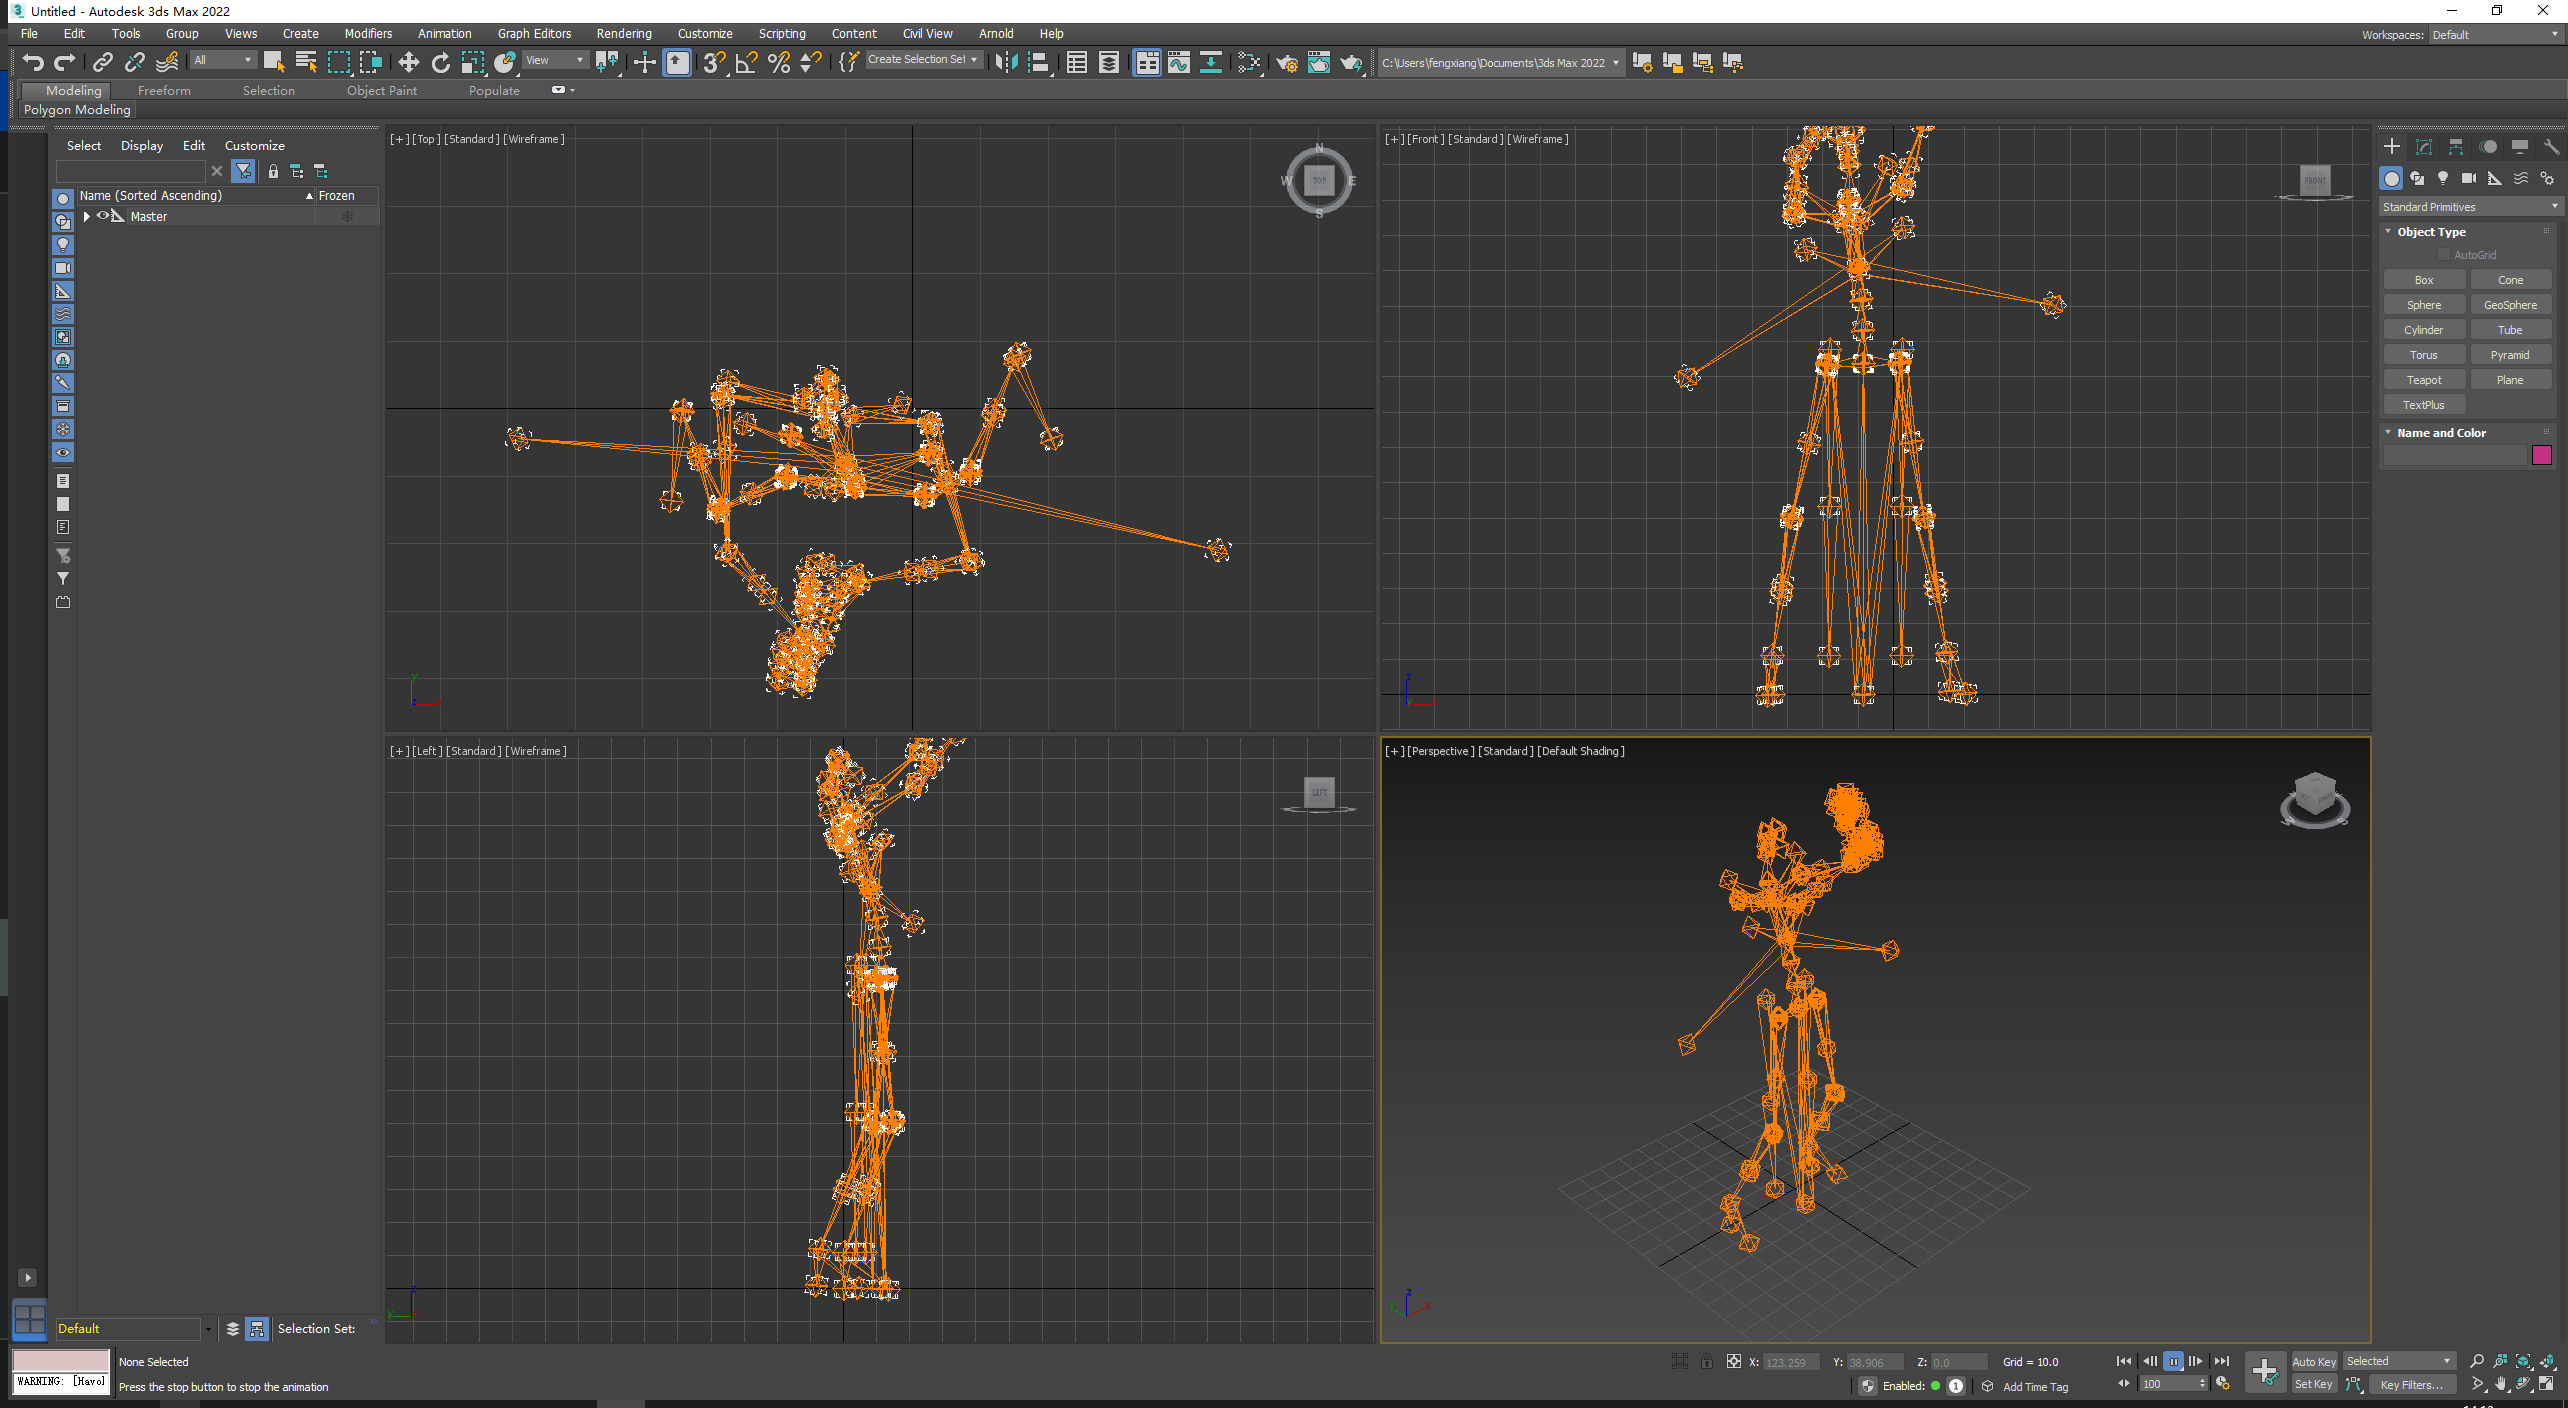 Untitled - Autodesk 3ds Max 2022
File Edit Tools Group Views Create Modifiers Animation Graph Editors Rendering Customize Scripting Content Civil View Arnold Help
Workspaces: Default
All
View
Create Selection Set
C:\Users\fengxiang\Documents\3ds Max 2022
Modeling Freeform Selection Object Paint Populate
Polygon Modeling
Select Display Edit Customize
Name (Sorted Ascending) Frozen
Master
[+] [Top] [Standard] [Wireframe]
N
W TOP E
S
[+] [Front] [Standard] [Wireframe]
FRONT
Standard Primitives
Object Type
AutoGrid
Box Cone
Sphere GeoSphere
Cylinder Tube
Torus Pyramid
Teapot Plane
TextPlus
Name and Color
y
z
[+] [Left] [Standard] [Wireframe]
LEFT
[+] [Perspective] [Standard] [Default Shading]
z
y
z
x
Default
Selection Set:
None Selected
WARNING: [Havo
Press the stop button to stop the animation
X: 123.259 Y: 38.906 Z: 0.0 Grid = 10.0
Enabled: 1 Add Time Tag
100
Auto Key Selected
Set Key Key Filters...